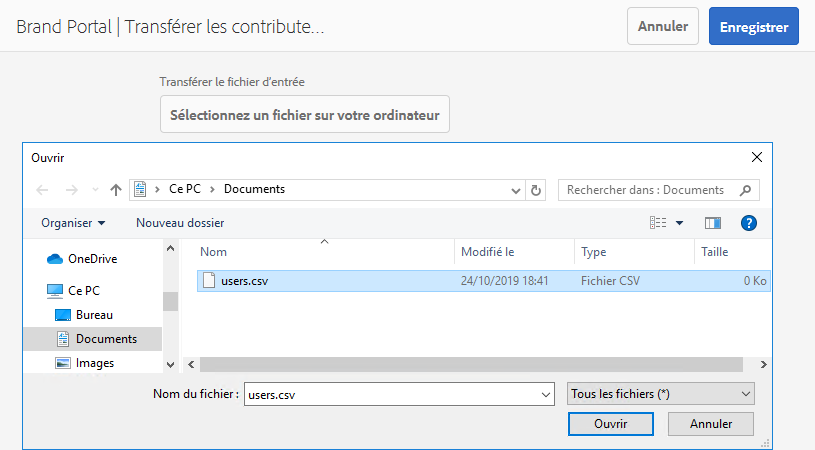 Brand Portal | Transférer les contribute...
Annuler
Enregistrer
Transférer le fichier d'entrée
Sélectionnez un fichier sur votre ordinateur
Ouvrir
Ce PC > Documents
Rechercher dans : Documents
Organiser
Nouveau dossier
?
Nom
Modifié le
Type
Taille
OneDrive
Ce PC
Bureau
Documents
Images
users.csv
24/10/2019 18:41
Fichier CSV
0 Ko
Nom du fichier :
users.csv
Tous les fichiers (*)
Ouvrir
Annuler